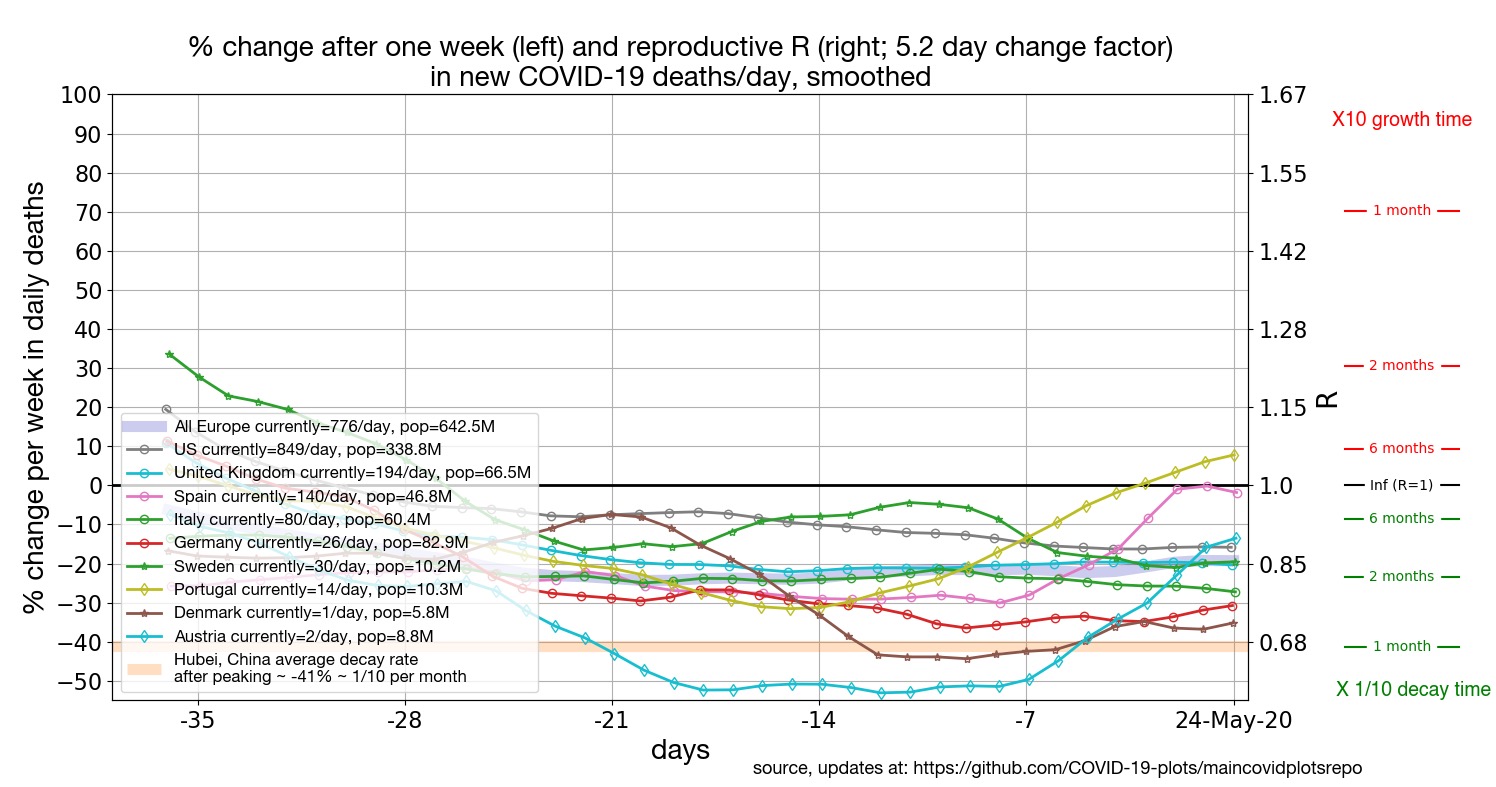 % change after one week (left) and reproductive R (right; 5.2 day change factor)
in new COVID-19 deaths/day, smoothed
% change per week in daily deaths
100
90
80
70
60
50
40
30
20
10
0
−10
−20
−30
−40
−50
All Europe currently=776/day, pop=642.5M
US currently=849/day, pop=338.8M
United Kingdom currently=194/day, pop=66.5M
Spain currently=140/day, pop=46.8M
Italy currently=80/day, pop=60.4M
Germany currently=26/day, pop=82.9M
Sweden currently=30/day, pop=10.2M
Portugal currently=14/day, pop=10.3M
Denmark currently=1/day, pop=5.8M
Austria currently=2/day, pop=8.8M
Hubei, China average decay rate
after peaking ~ -41% ~ 1/10 per month
-35
-28
-21
-14
-7
24-May-20
days
1.67
1.55
1.42
1.28
1.15
1.0
0.85
0.68
R
X10 growth time
1 month
2 months
6 months
Inf (R=1)
6 months
2 months
1 month
X 1/10 decay time
source, updates at: https://github.com/COVID-19-plots/maincovidplotsrepo